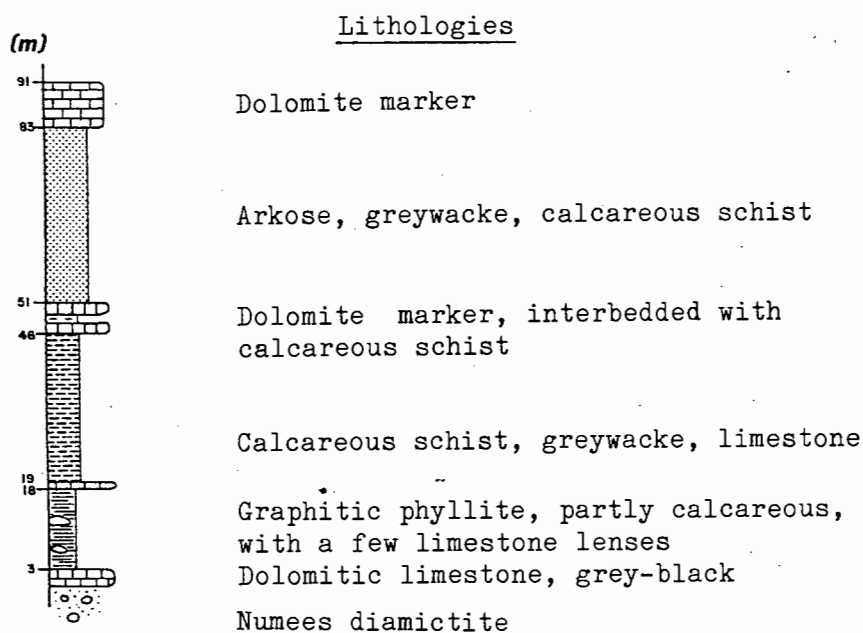 Lithologies
(m)
91
Dolomite marker
83
Arkose, greywacke, calcareous schist
51
Dolomite marker, interbedded with
calcareous schist
46
Calcareous schist, greywacke, limestone
19
18
Graphitic phyllite, partly calcareous,
with a few limestone lenses
3
Dolomitic limestone, grey-black
Numees diamictite